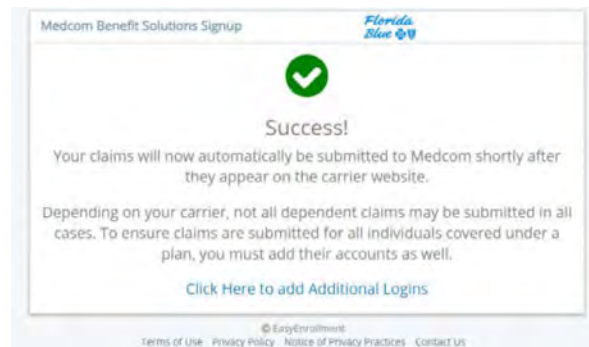 Medcom Benefit Solutions Signup
Florida
Blue
Success!
Your claims will now automatically be submitted to Medcom shortly after
they appear on the carrier website.
Depending on your carrier, not all dependent claims may be submitted in all
cases. To ensure claims are submitted for all individuals covered under a
plan, you must add their accounts as well.
Click Here to add Additional Logins
© EasyEnrollment
Terms of Use Privacy Policy Notice of Privacy Practices Contact Us